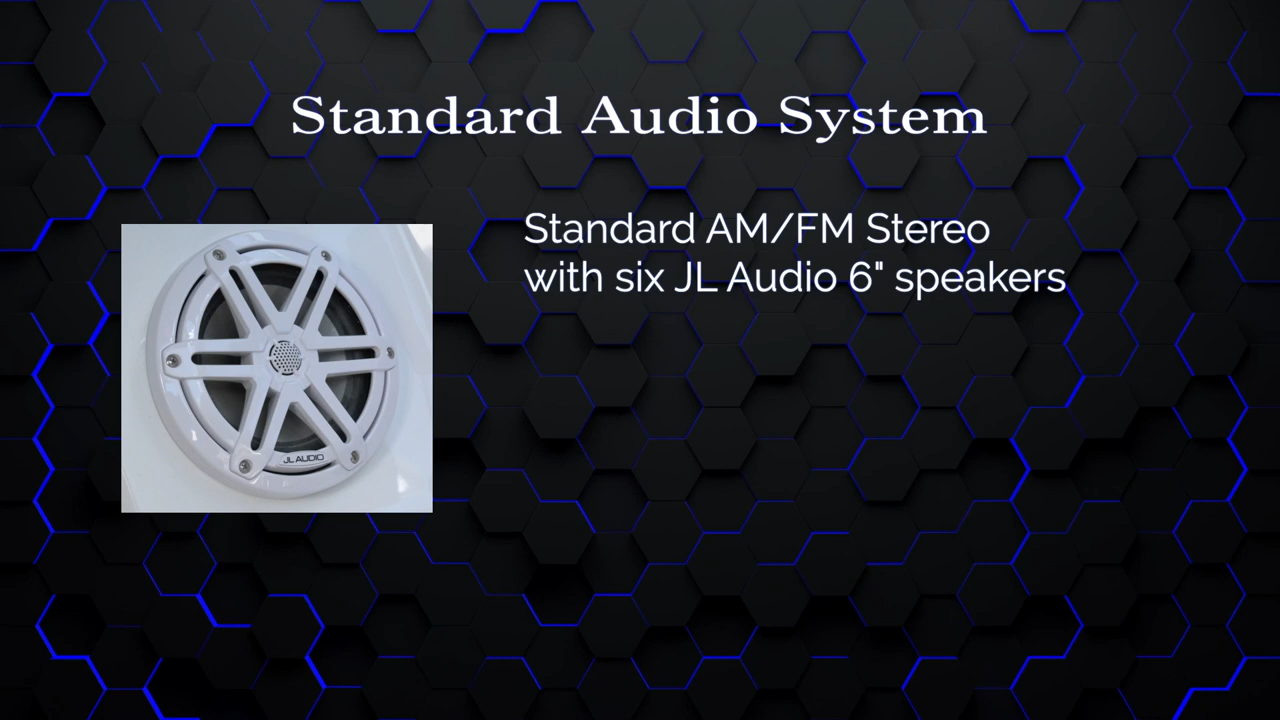 Standard Audio System
Standard AM/FM Stereo
with six JL Audio 6" speakers
JL AUDIO